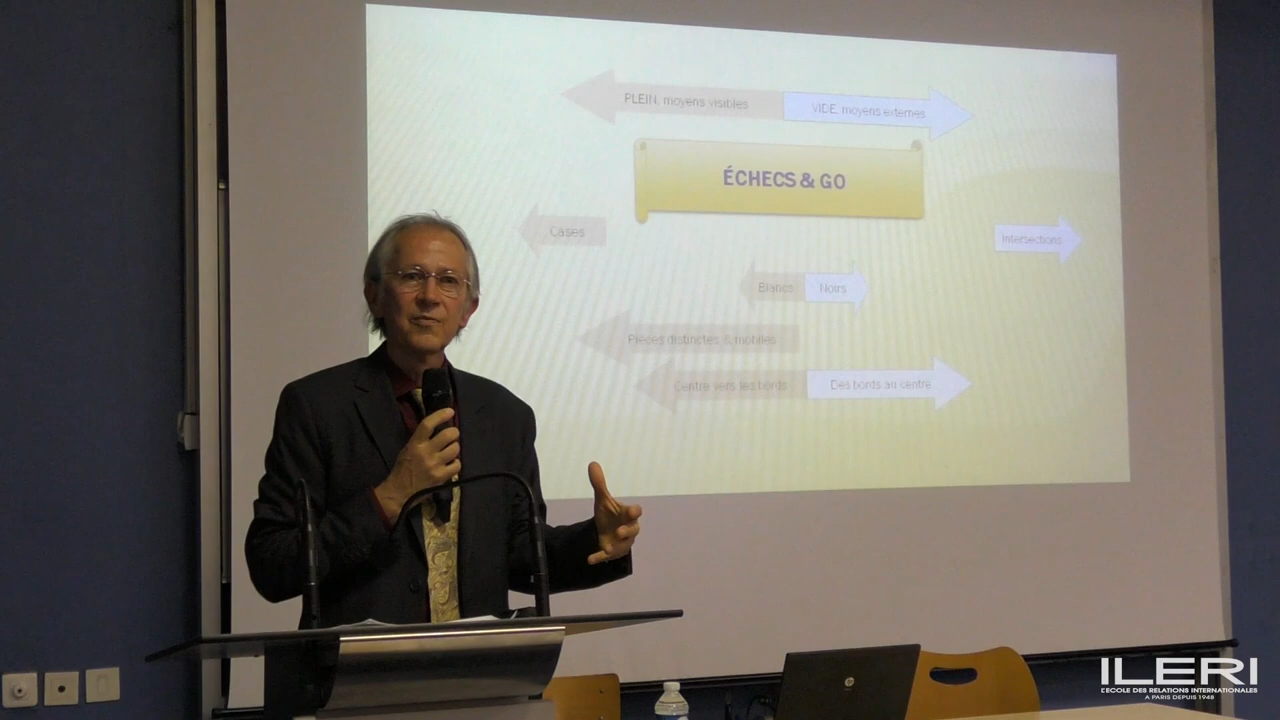 PLEIN, moyens visibles
VIDE, moyens externes
ÉCHECS & GO
Cases
Intersections
Blancs
Noirs
Pièces distinctes, & mobiles
Centre vers les bords
Des bords au centre
hp
ILERI
L'ECOLE DES RELATIONS INTERNATIONALES
A PARIS DEPUIS 1948